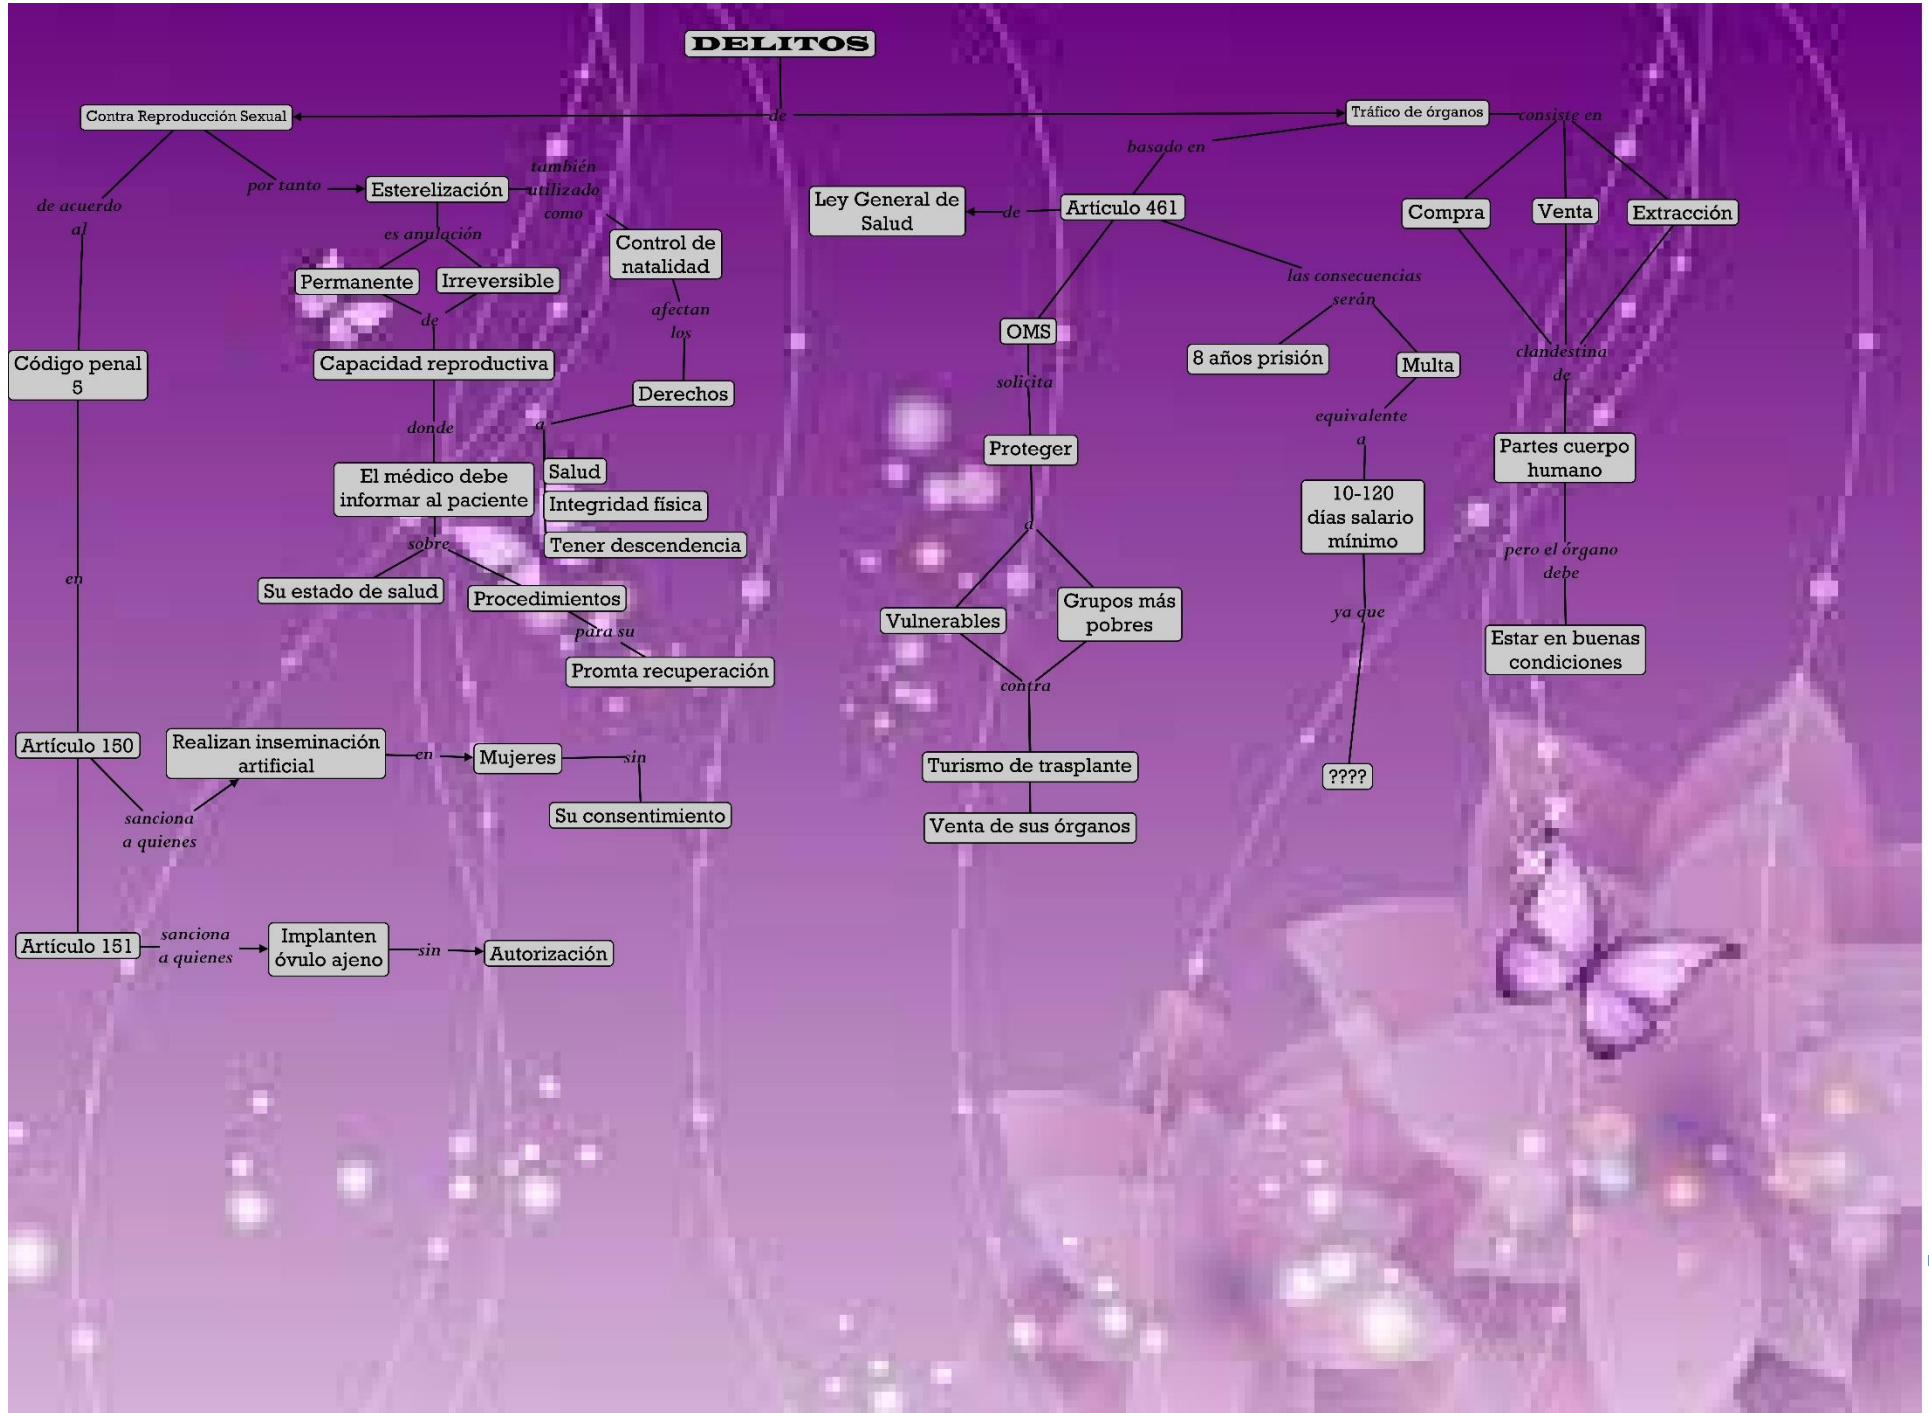 DELITOS
Contra Reproducción Sexual
de
Tráfico de órganos
consiste en
basado en
también
utilizado
como
por tanto
Esterelización
de acuerdo
al
es anulación
Ley General de
Salud
de
Artículo 461
Compra
Venta
Extracción
Control de
natalidad
Permanente
Irreversible
de
afectan
los
las consecuencias
serán
OMS
Código penal
5
Capacidad reproductiva
8 años prisión
Multa
clandestina
de
solicita
Derechos
a
donde
equivalente
a
Proteger
Partes cuerpo
humano
El médico debe
informar al paciente
Salud
Integridad física
Tener descendencia
10-120
días salario
mínimo
a
sobre
pero el órgano
debe
en
Su estado de salud
Procedimientos
Vulnerables
Grupos más
pobres
ya que
para su
Promta recuperación
Estar en buenas
condiciones
contra
Artículo 150
Realizan inseminación
artificial
en
Mujeres
sin
Turismo de trasplante
????
sanciona
a quienes
Su consentimiento
Venta de sus órganos
Artículo 151
sanciona
a quienes
Implanten
óvulo ajeno
sin
Autorización